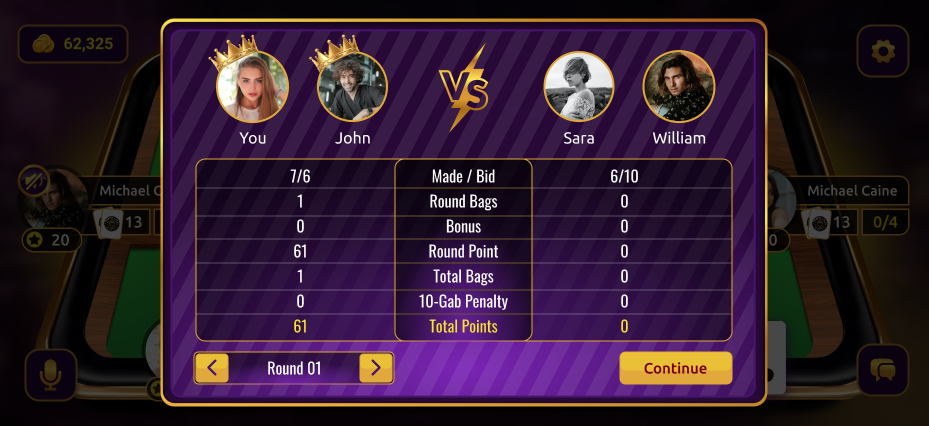 62,325
VS
You
John
Sara
William
7/6 Made / Bid 6/10
1 Round Bags 0
0 Bonus 0
61 Round Point 0
1 Total Bags 0
0 10-Gab Penalty 0
61 Total Points 0
Michael C
13
20
Michael Caine
13
0/4
0
Round 01
Continue